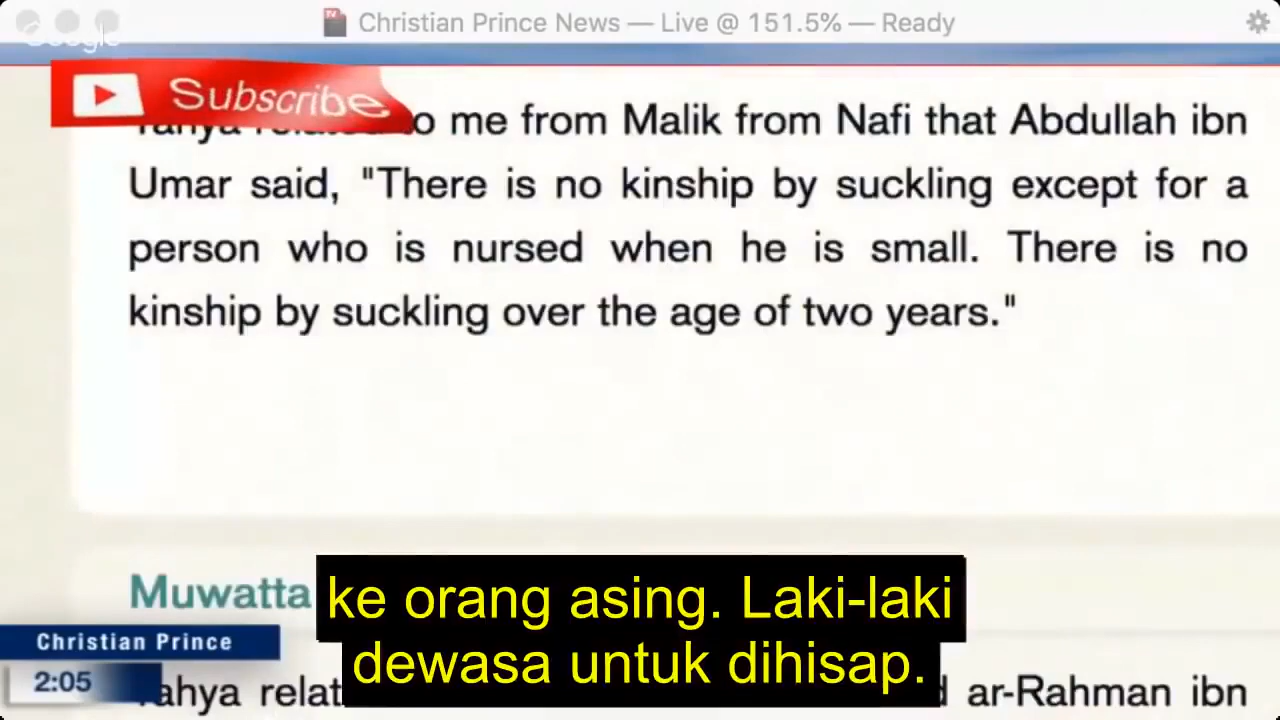 Christian Prince News — Live @ 151.5% — Ready
Google
Subscribe
to me from Malik from Nafi that Abdullah ibn
Umar said, "There is no kinship by suckling except for a
person who is nursed when he is small. There is no
kinship by suckling over the age of two years."
Muwatta
ke orang asing. Laki-laki
dewasa untuk dihisap.
Christian Prince
2:05
ar-Rahman ibn